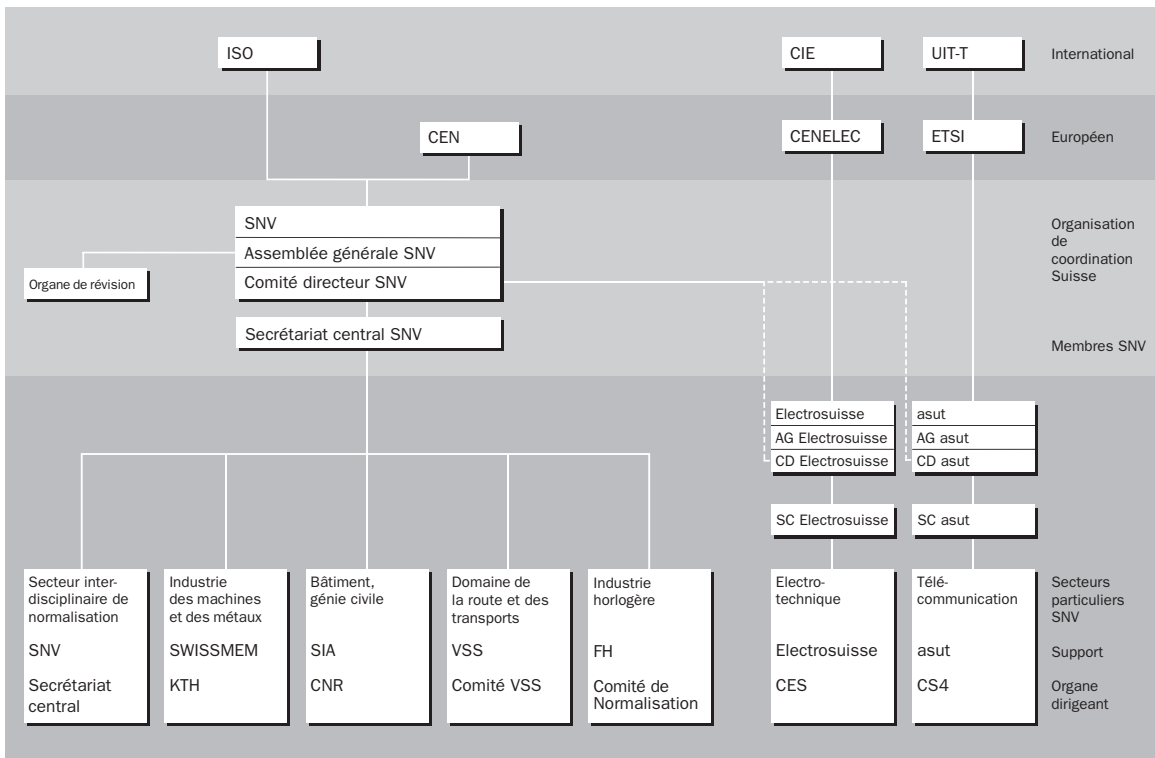 ISO
CIE
UIT-T
International
CEN
CENELEC
ETSI
Européen
SNV
Assemblée générale SNV
Comité directeur SNV
Organe de révision
Secrétariat central SNV
Organisation
de
coordination
Suisse
Membres SNV
Electrosuisse
AG Electrosuisse
CD Electrosuisse
asut
AG asut
CD asut
SC Electrosuisse
SC asut
Secteur inter-
disciplinaire de
normalisation
SNV
Secrétariat
central
Industrie
des machines
et des métaux
SWISSMEM
KTH
Bâtiment,
génie civile
SIA
CNR
Domaine de
la route et des
transports
VSS
Comité VSS
Industrie
horlogère
FH
Comité de
Normalisation
Electro-
technique
Electrosuisse
CES
Télé-
communication
asut
CS4
Secteurs
particuliers
SNV
Support
Organe
dirigeant